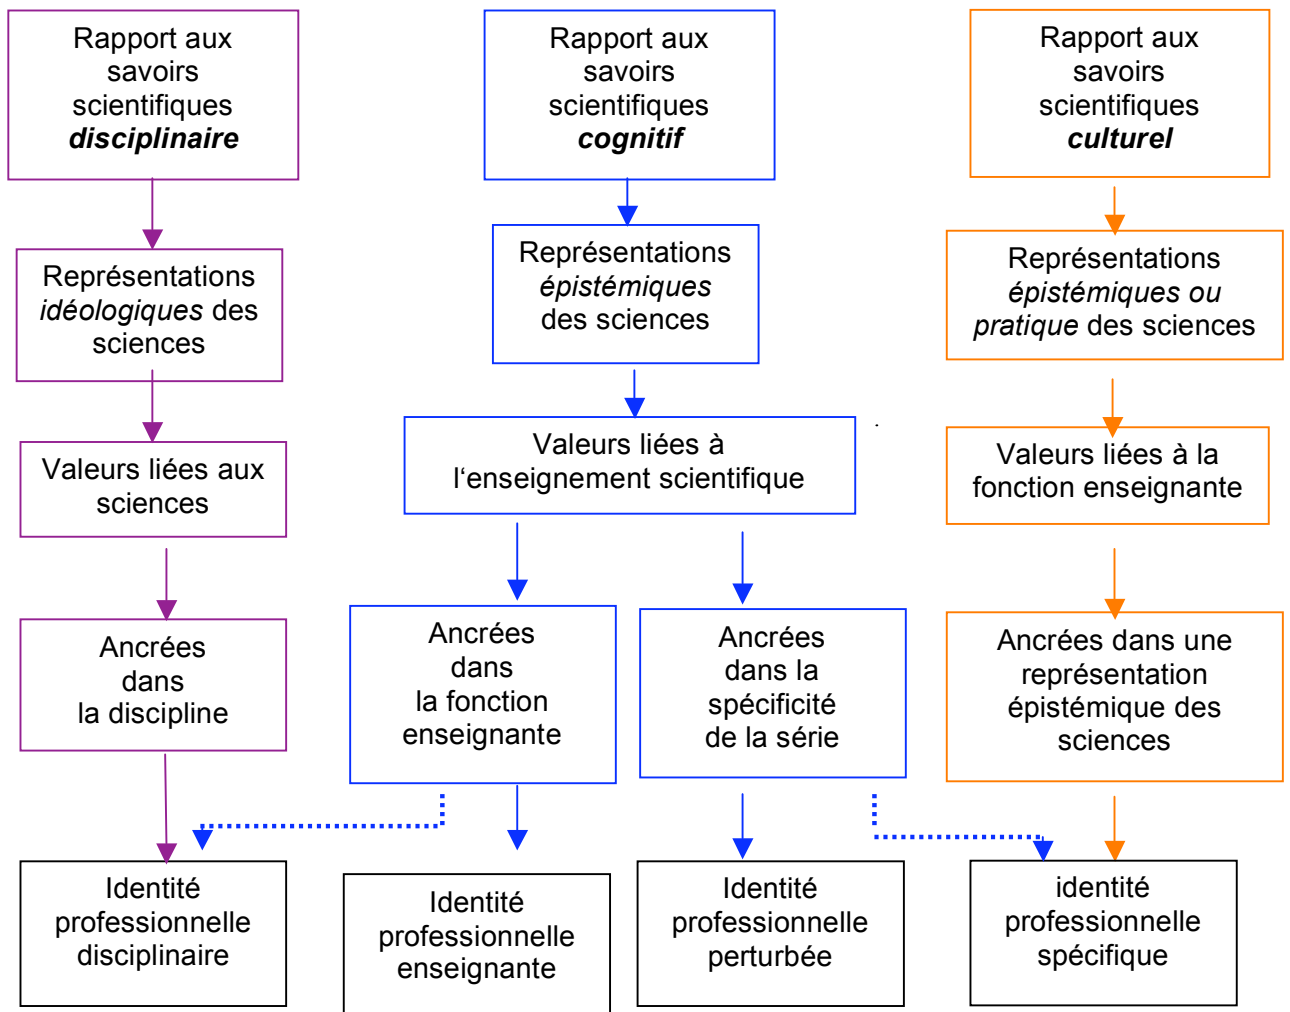 Rapport aux
savoirs
scientifiques
disciplinaire
Rapport aux
savoirs
scientifiques
cognitif
Rapport aux
savoirs
scientifiques
culturel
Représentations
idéologiques des
sciences
Représentations
épistémiques
des sciences
Représentations
épistémiques ou
pratique des sciences
Valeurs liées aux
sciences
Valeurs liées à
l‘enseignement scientifique
.
Valeurs liées à la
fonction enseignante
Ancrées
dans
la discipline
Ancrées
dans
la fonction
enseignante
Ancrées
dans la
spécificité
de la série
Ancrées dans une
représentation
épistémique des
sciences
Identité
professionnelle
disciplinaire
Identité
professionnelle
enseignante
Identité
professionnelle
perturbée
identité
professionnelle
spécifique